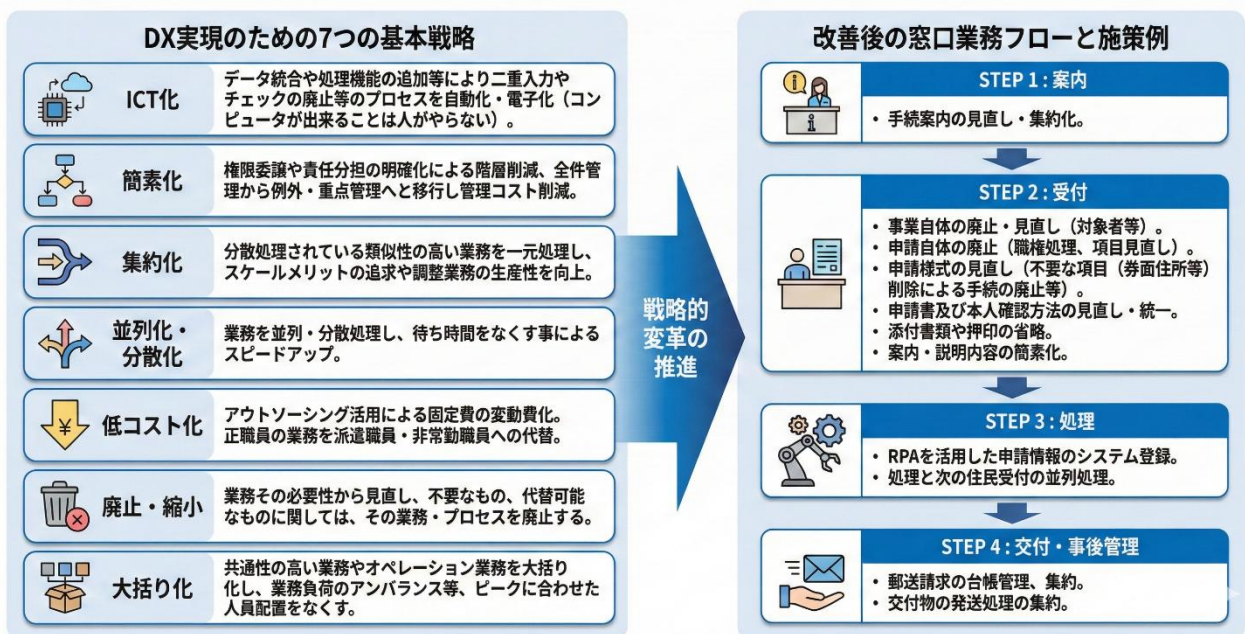 DX実現のための7つの基本戦略
ICT化
データ統合や処理機能の追加等により二重入力や
チェックの廃止等のプロセスを自動化・電子化（コン
ピュータが出来ることは人がやらない）。
簡素化
権限委譲や責任分担の明確化による階層削減、全件管
理から例外・重点管理へと移行し管理コスト削減。
集約化
分散処理されている類似性の高い業務を一元処理し、
スケールメリットの追求や調整業務の生産性を向上。
並列化・
分散化
業務を並列・分散処理し、待ち時間をなくす事による
スピードアップ。
¥
低コスト化
アウトソーシング活用による固定費の変動費化。
正職員の業務を派遣職員・非常勤職員への代替。
廃止・縮小
業務その必要性から見直し、不要なもの、代替可能
なものに関しては、その業務・プロセスを廃止する。
大括り化
共通性の高い業務やオペレーション業務を大括り
化し、業務負荷のアンバランス等、ピークに合わせた
人員配置をなくす。
戦略的
変革の
推進
改善後の窓口業務フローと施策例
STEP 1 : 案内
i
i
・ 手続案内の見直し・集約化。
STEP 2 : 受付
・ 事業自体の廃止・見直し（対象者等）。
・ 申請自体の廃止（職権処理、項目見直し）。
・ 申請様式の見直し（不要な項目（券面住所等）
削除による手続の廃止等）。
・ 申請書及び本人確認方法の見直し・統一。
・ 添付書類や押印の省略。
・ 案内・説明内容の簡素化。
STEP 3 : 処理
・ RPAを活用した申請情報のシステム登録。
・ 処理と次の住民受付の並列処理。
STEP 4 : 交付・事後管理
・ 郵送請求の台帳管理、集約。
・ 交付物の発送処理の集約。